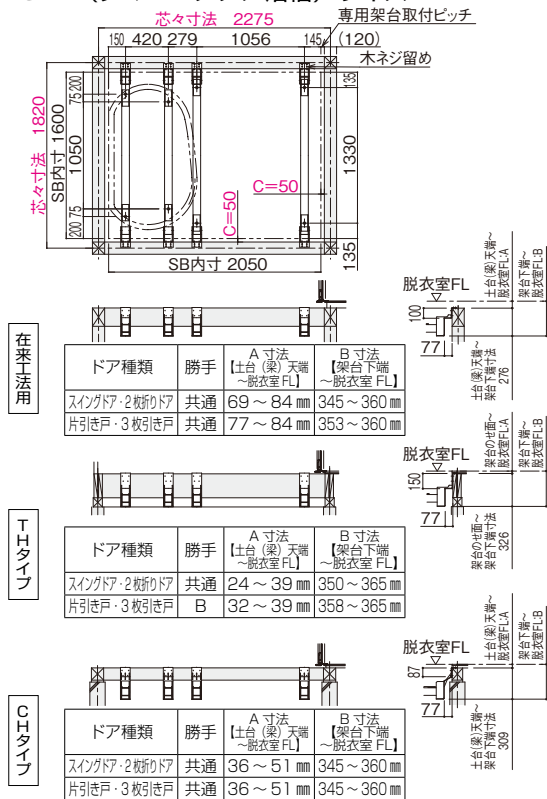 芯々寸法 2275
専用架台取付ピッチ
150 420 279 1056 145 (120)
木ネジ留め
芯々寸法 1820
SB内寸 1600
200
75
1050
75
200
135
1330
135
C=50
C=50
SB内寸 2050
在来工法用
脱衣室FL
100
77
土台(梁)天端~
架台下端寸法
276
土台(梁)天端~
脱衣室FL:A
架台下端~
脱衣室FL:B
ドア種類 勝手 A寸法【土台(梁)天端~脱衣室FL】 B寸法【架台下端~脱衣室FL】
スイングドア・2枚折りドア 共通 69~84㎜ 345~360㎜
片引き戸・3枚引き戸 共通 77~84㎜ 353~360㎜
THタイプ
脱衣室FL
150
77
架台のせ面~
架台下端寸法
326
架台のせ面~
脱衣室FL:A
架台下端~
脱衣室FL:B
ドア種類 勝手 A寸法【土台(梁)天端~脱衣室FL】 B寸法【架台下端~脱衣室FL】
スイングドア・2枚折りドア 共通 24~39㎜ 350~365㎜
片引き戸・3枚引き戸 B 32~39㎜ 358~365㎜
CHタイプ
脱衣室FL
87
77
土台(梁)天端~
架台下端寸法
309
土台(梁)天端~
脱衣室FL:A
架台下端~
脱衣室FL:B
ドア種類 勝手 A寸法【土台(梁)天端~脱衣室FL】 B寸法【架台下端~脱衣室FL】
スイングドア・2枚折りドア 共通 36~51㎜ 345~360㎜
片引き戸・3枚引き戸 共通 36~51㎜ 345~360㎜